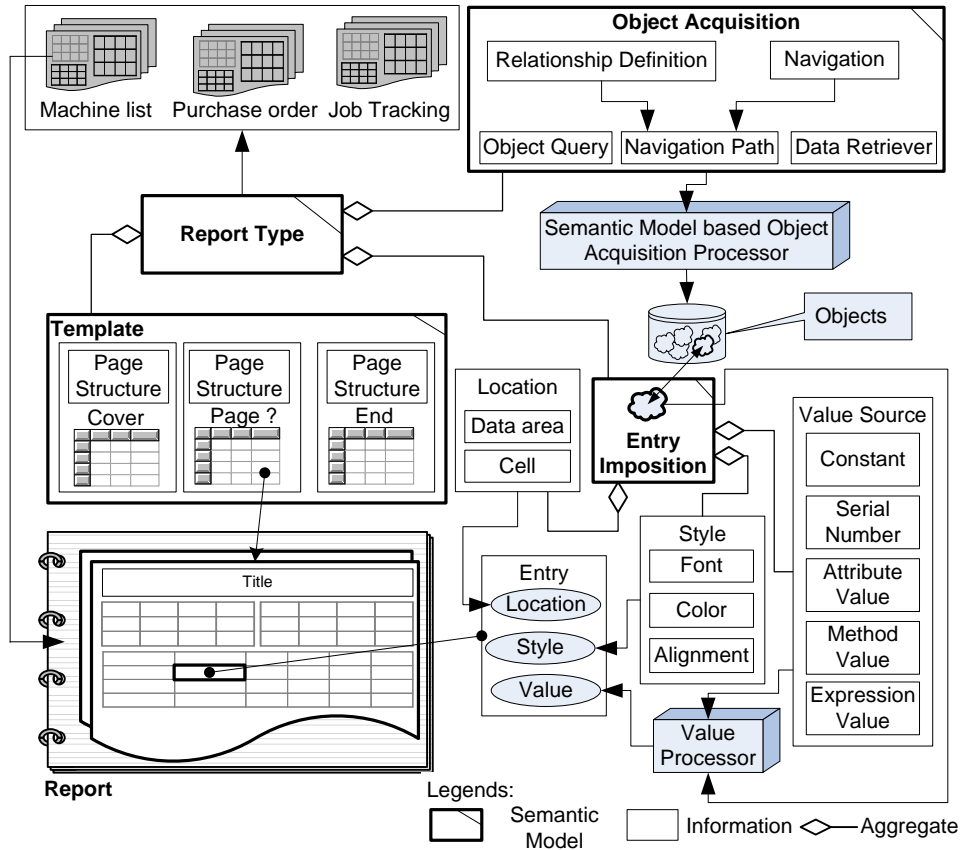 Object Acquisition
Relationship Definition
Navigation
Object Query
Navigation Path
Data Retriever
Machine list
Purchase order
Job Tracking
Report Type
Semantic Model based Object
Acquisition Processor
Objects
Template
Page
Structure
Cover
Page
Structure
Page ?
Page
Structure
End
Location
Data area
Cell
Entry
Imposition
Value Source
Constant
Serial
Number
Attribute
Value
Method
Value
Expression
Value
Style
Font
Color
Alignment
Entry
Location
Style
Value
Value
Processor
Title
Report
Legends:
Semantic
Model
Information
Aggregate